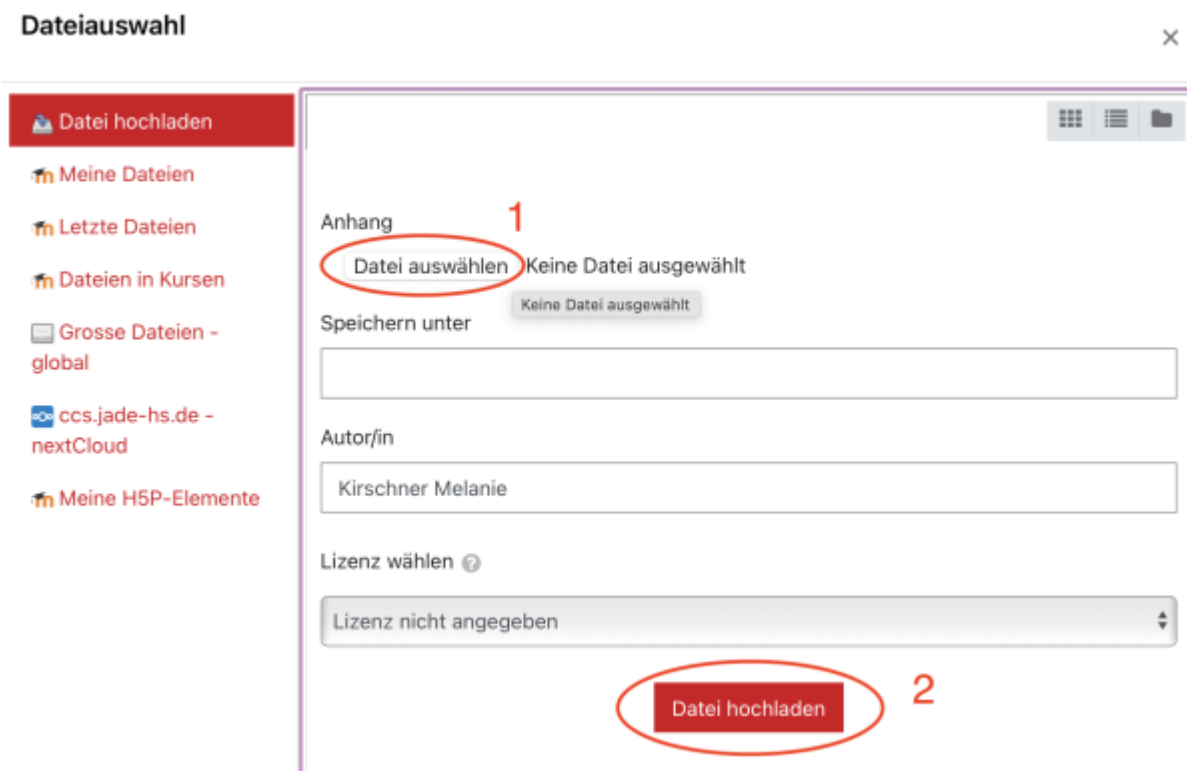 Dateiauswahl
×
Datei hochladen
Meine Dateien
Letzte Dateien
Dateien in Kursen
Grosse Dateien -
global
ccs.jade-hs.de -
nextCloud
Meine H5P-Elemente
Anhang
1
Datei auswählen Keine Datei ausgewählt
Keine Datei ausgewählt
Speichern unter
Autor/in
Kirschner Melanie
Lizenz wählen ?
Lizenz nicht angegeben
Datei hochladen
2